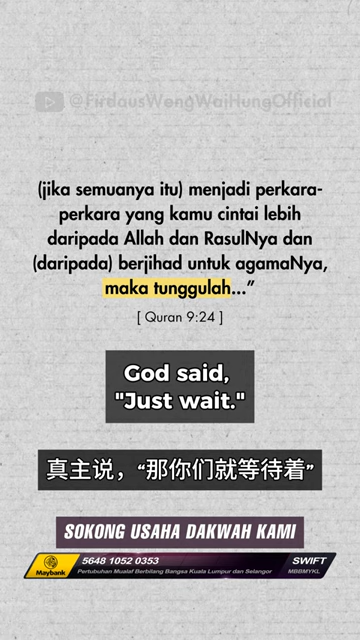 @FirdausWongWaiHungOfficial
(jika semuanya itu) menjadi perkara-
perkara yang kamu cintai lebih
daripada Allah dan RasulNya dan
(daripada) berjihad untuk agamaNya,
maka tunggulah...”
[ Quran 9:24 ]
God said,
"Just wait."
真主说，“那你们就等待着”
SOKONG USAHA DAKWAH KAMI
Maybank
5648 1052 0353
SWIFT
Pertubuhan Mualaf Berbilang Bangsa Kuala Lumpur dan Selangor
MBBMYKL